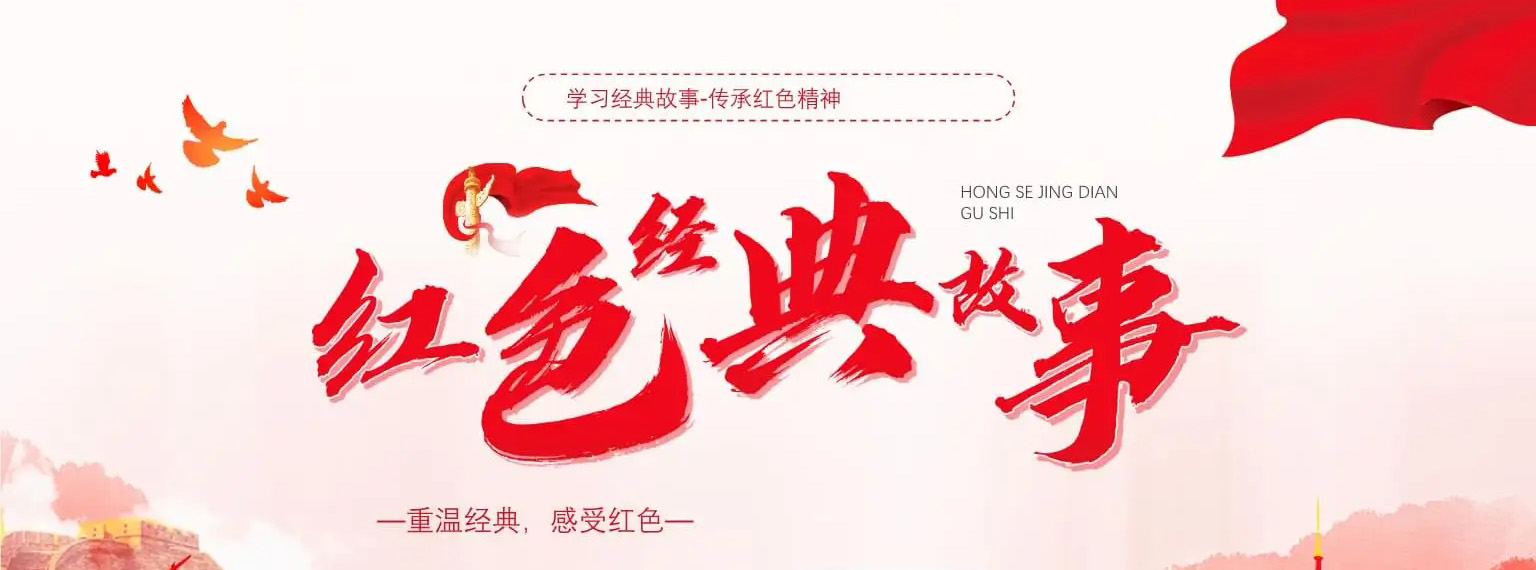 学习经典故事-传承红色精神
HONG SE JING DIAN
GU SHI
红色经典故事
—重温经典，感受红色—